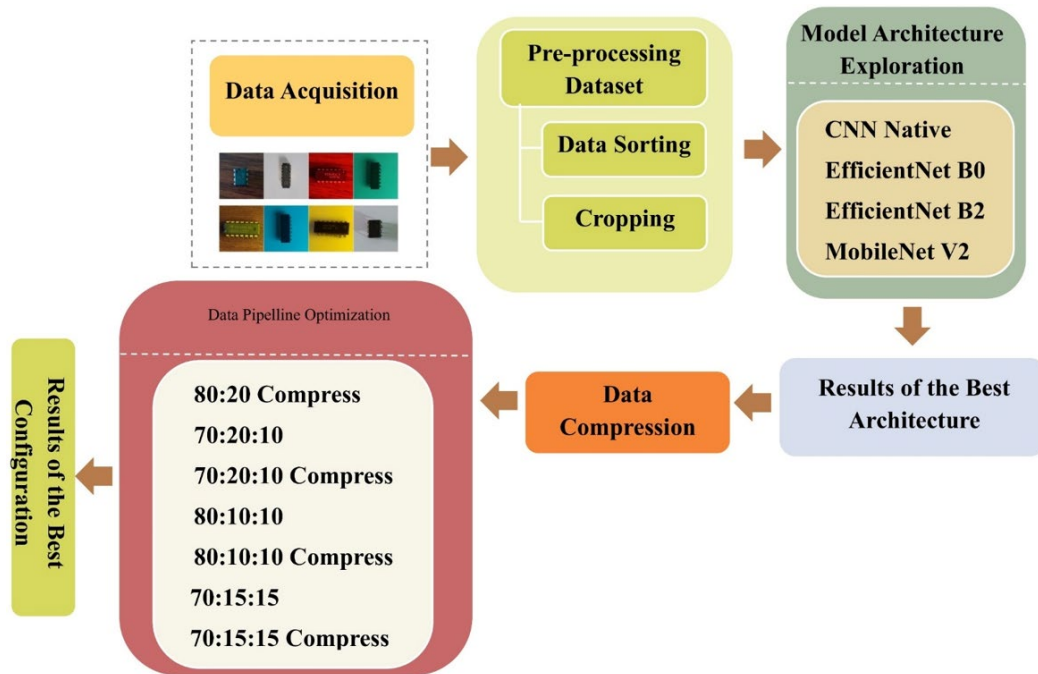 Data Acquisition
Pre-processing
Dataset
Data Sorting
Cropping
Model Architecture
Exploration
CNN Native
EfficientNet B0
EfficientNet B2
MobileNet V2
Results of the Best
Architecture
Data
Compression
Data Pipellline Optimization
80:20 Compress
70:20:10
70:20:10 Compress
80:10:10
80:10:10 Compress
70:15:15
70:15:15 Compress
Results of the Best
Configuration